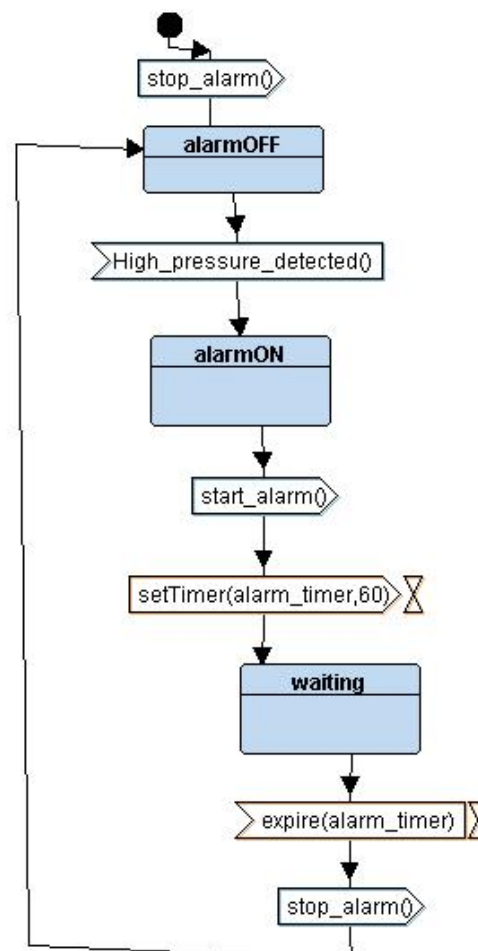 stop_alarm()
alarmOFF
High_pressure_detected()
alarmON
start_alarm()
setTimer(alarm_timer,60)
waiting
expire(alarm_timer)
stop_alarm()